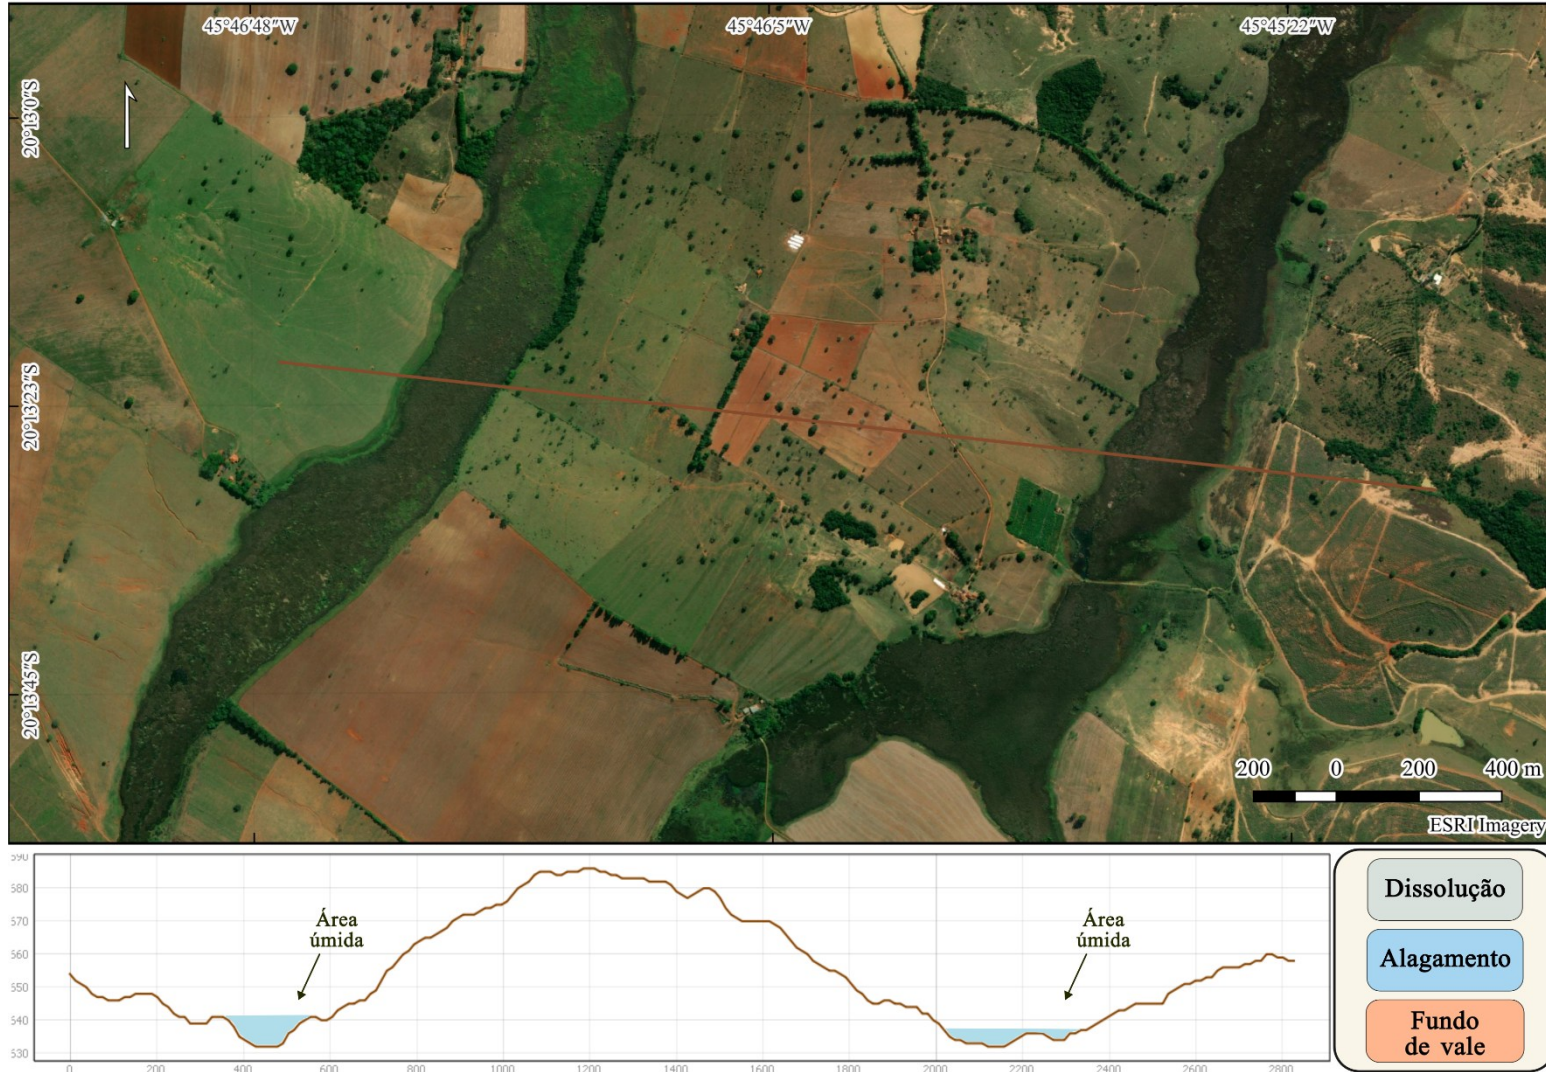 45°46'48"W
45°46'5"W
45°45'22"W
20°13'0"S
20°13'23"S
20°13'45"S
200 0 200 400 m
ESRI Imagery
590
580
570
560
550
540
530
Área
úmida
Área
úmida
0 200 400 600 800 1000 1200 1400 1600 1800 2000 2200 2400 2600 2800
Dissolução
Alagamento
Fundo
de vale